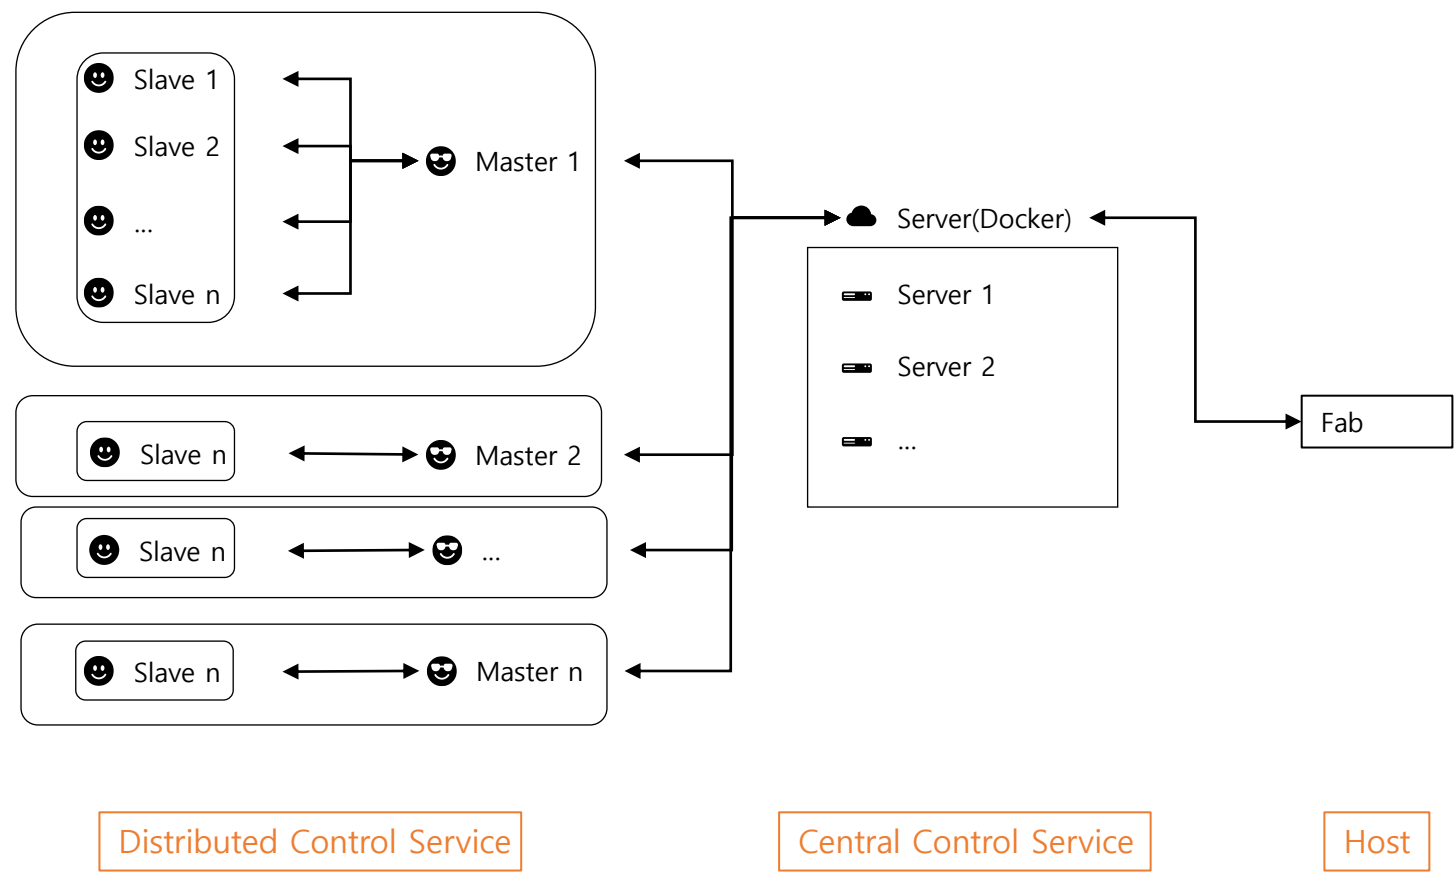 Slave 1
Slave 2
...
Slave n
Master 1
Slave n
Master 2
Slave n
...
Slave n
Master n
Server(Docker)
Server 1
Server 2
...
Fab
Distributed Control Service
Central Control Service
Host